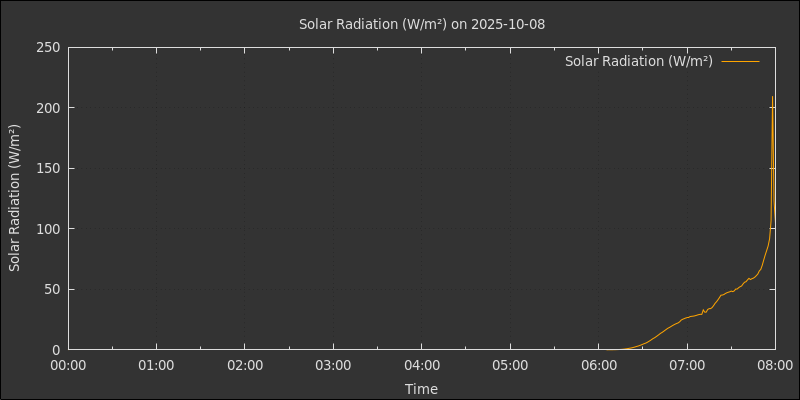 Solar Radiation (W/m²) on 2025-10-08
Solar Radiation (W/m²)
250
200
150
100
50
0
Solar Radiation (W/m²)
00:00 01:00 02:00 03:00 04:00 05:00 06:00 07:00 08:00
Time